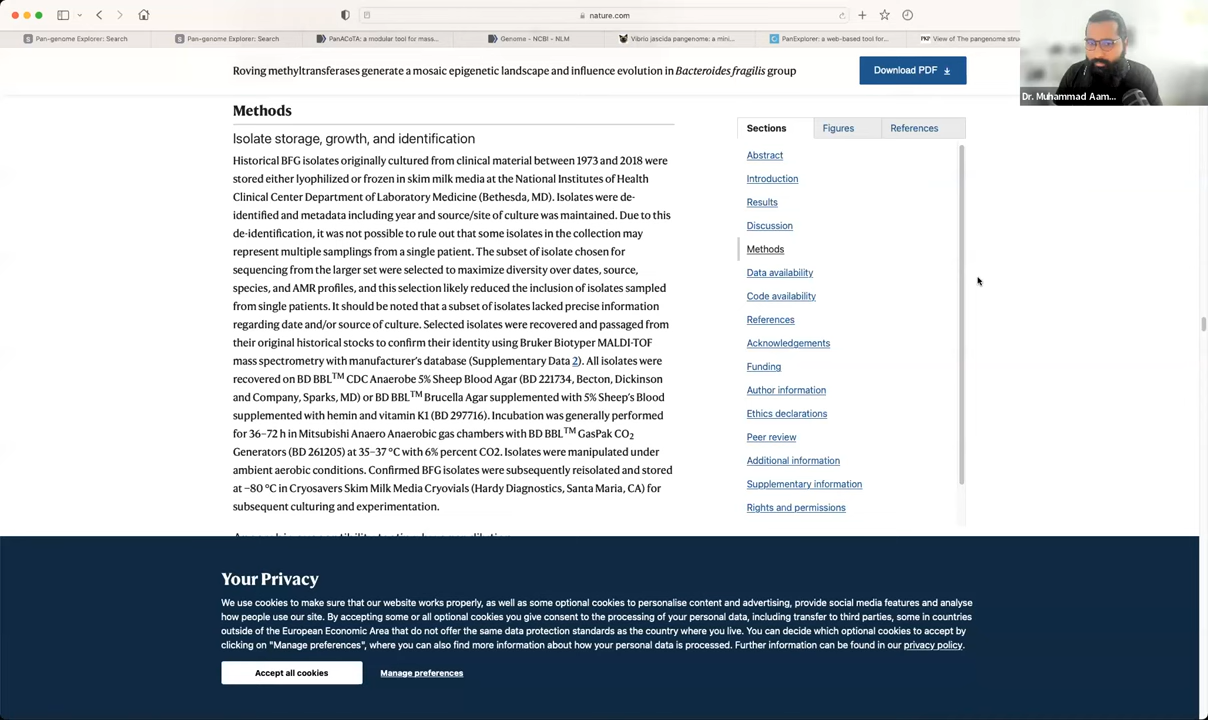 nature.com
Pan-genome Explorer: Search
Pan-genome Explorer: Search
PanACoTA: a modular tool for mass...
Genome - NCBI - NLM
Vibrio jascida pangenome: a mini...
PanExplorer: a web-based tool for...
View of The pangenome stru...
Roving methyltransferases generate a mosaic epigenetic landscape and influence evolution in Bacteroides fragilis group
Download PDF
Dr. Muhammad Aam...
Methods
Isolate storage, growth, and identification
Historical BFG isolates originally cultured from clinical material between 1973 and 2018 were
stored either lyophilized or frozen in skim milk media at the National Institutes of Health
Clinical Center Department of Laboratory Medicine (Bethesda, MD). Isolates were de-
identified and metadata including year and source/site of culture was maintained. Due to this
de-identification, it was not possible to rule out that some isolates in the collection may
represent multiple samplings from a single patient. The subset of isolate chosen for
sequencing from the larger set were selected to maximize diversity over dates, source,
species, and AMR profiles, and this selection likely reduced the inclusion of isolates sampled
from single patients. It should be noted that a subset of isolates lacked precise information
regarding date and/or source of culture. Selected isolates were recovered and passaged from
their original historical stocks to confirm their identity using Bruker Biotyper MALDI-TOF
mass spectrometry with manufacturer's database (Supplementary Data 2). All isolates were
recovered on BD BBL™ CDC Anaerobe 5% Sheep Blood Agar (BD 221734, Becton, Dickinson
and Company, Sparks, MD) or BD BBL™ Brucella Agar supplemented with 5% Sheep's Blood
supplemented with hemin and vitamin K1 (BD 297716). Incubation was generally performed
for 36–72 h in Mitsubishi Anaero Anaerobic gas chambers with BD BBL™ GasPak CO₂
Generators (BD 261205) at 35–37 °C with 6% percent CO2. Isolates were manipulated under
ambient aerobic conditions. Confirmed BFG isolates were subsequently reisolated and stored
at −80 °C in Cryosavers Skim Milk Media Cryovials (Hardy Diagnostics, Santa Maria, CA) for
subsequent culturing and experimentation.
Sections
Figures
References
Abstract
Introduction
Results
Discussion
Methods
Data availability
Code availability
References
Acknowledgements
Funding
Author information
Ethics declarations
Peer review
Additional information
Supplementary information
Rights and permissions
Your Privacy
We use cookies to make sure that our website works properly, as well as some optional cookies to personalise content and advertising, provide social media features and analyse
how people use our site. By accepting some or all optional cookies you give consent to the processing of your personal data, including transfer to third parties, some in countries
outside of the European Economic Area that do not offer the same data protection standards as the country where you live. You can decide which optional cookies to accept by
clicking on "Manage preferences", where you can also find more information about how your personal data is processed. Further information can be found in our privacy policy.
Accept all cookies
Manage preferences